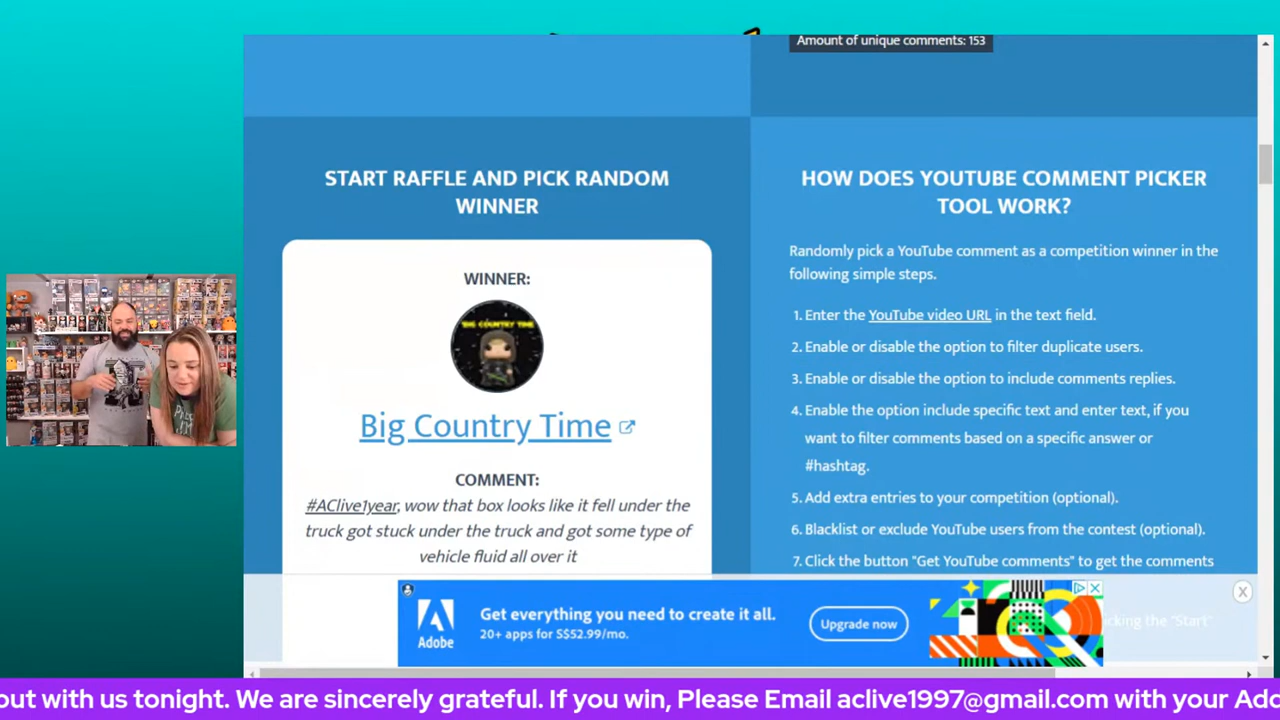 Amount of unique comments: 153
START RAFFLE AND PICK RANDOM
WINNER
WINNER:
BIG COUNTRY TIME
Big Country Time
COMMENT:
#AClive1year, wow that box looks like it fell under the
truck got stuck under the truck and got some type of
vehicle fluid all over it
HOW DOES YOUTUBE COMMENT PICKER
TOOL WORK?
Randomly pick a YouTube comment as a competition winner in the
following simple steps.
1. Enter the YouTube video URL in the text field.
2. Enable or disable the option to filter duplicate users.
3. Enable or disable the option to include comments replies.
4. Enable the option include specific text and enter text, if you
want to filter comments based on a specific answer or
#hashtag.
5. Add extra entries to your competition (optional).
6. Blacklist or exclude YouTube users from the contest (optional).
7. Click the button "Get YouTube comments" to get the comments
cking the "Start"
Adobe
Get everything you need to create it all.
20+ apps for S$52.99/mo.
Upgrade now
out with us tonight. We are sincerely grateful. If you win, Please Email aclive1997@gmail.com with your Add